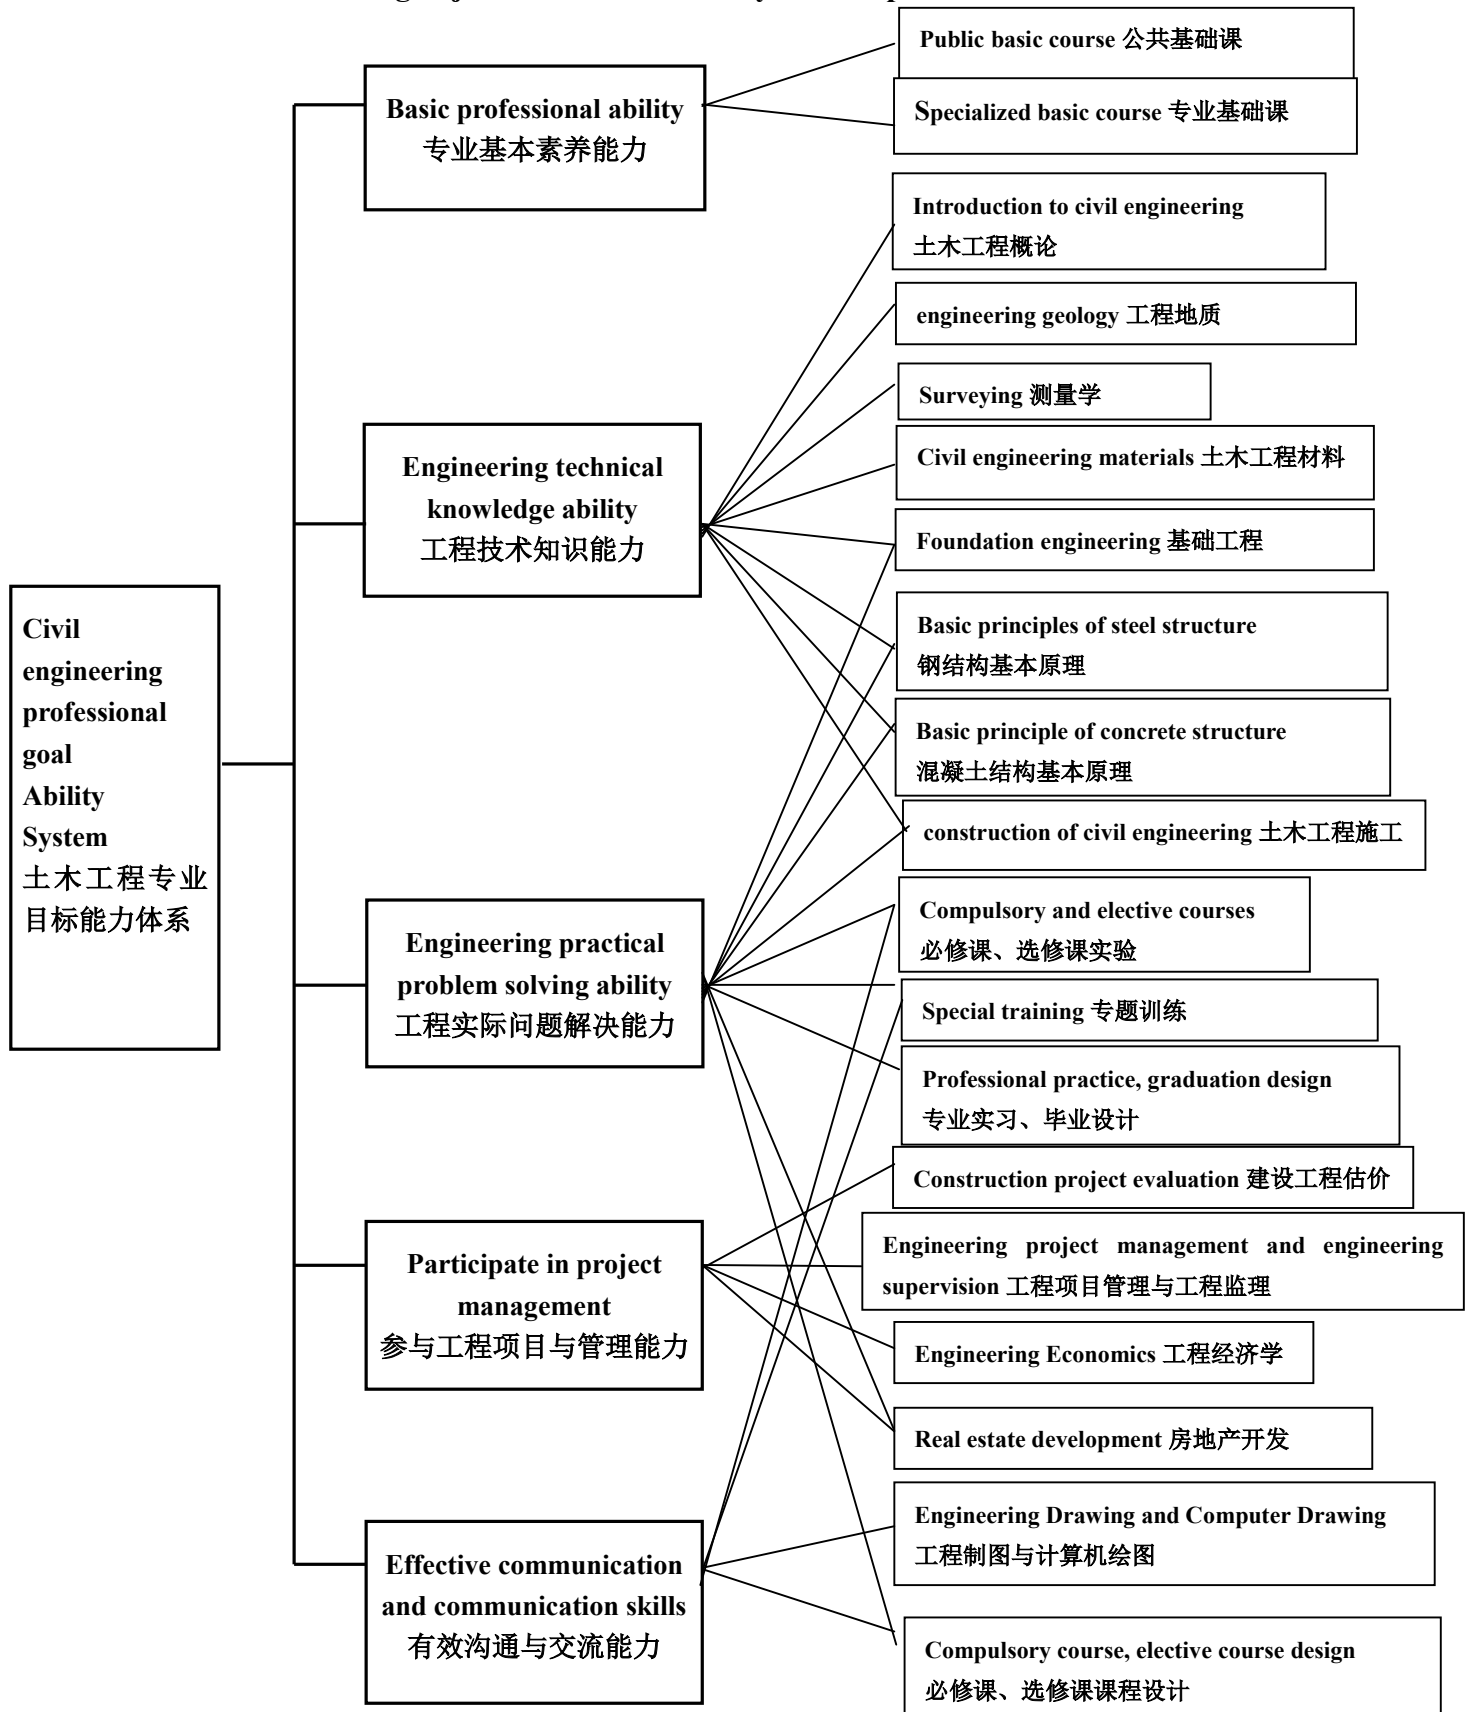 Civil
engineering
professional
goal
Ability
System
土木工程专业
目标能力体系
Basic professional ability
专业基本素养能力
Engineering technical
knowledge ability
工程技术知识能力
Engineering practical
problem solving ability
工程实际问题解决能力
Participate in project
management
参与工程项目与管理能力
Effective communication
and communication skills
有效沟通与交流能力
Public basic course 公共基础课
Specialized basic course 专业基础课
Introduction to civil engineering
土木工程概论
engineering geology 工程地质
Surveying 测量学
Civil engineering materials 土木工程材料
Foundation engineering 基础工程
Basic principles of steel structure
钢结构基本原理
Basic principle of concrete structure
混凝土结构基本原理
construction of civil engineering 土木工程施工
Compulsory and elective courses
必修课、选修课实验
Special training 专题训练
Professional practice, graduation design
专业实习、毕业设计
Construction project evaluation 建设工程估价
Engineering project management and engineering
supervision 工程项目管理与工程监理
Engineering Economics 工程经济学
Real estate development 房地产开发
Engineering Drawing and Computer Drawing
工程制图与计算机绘图
Compulsory course, elective course design
必修课、选修课课程设计